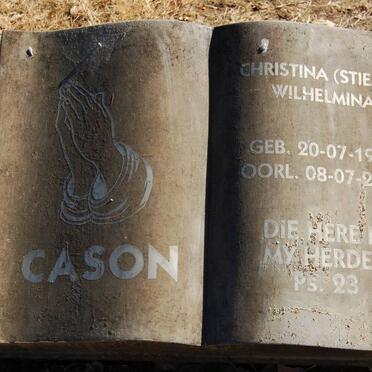 CASON
CHRISTINA (STIE
WILHELMINA
GEB. 20-07-19
OORL. 08-07-2
DIE HERE
MY HERDE
PS. 23